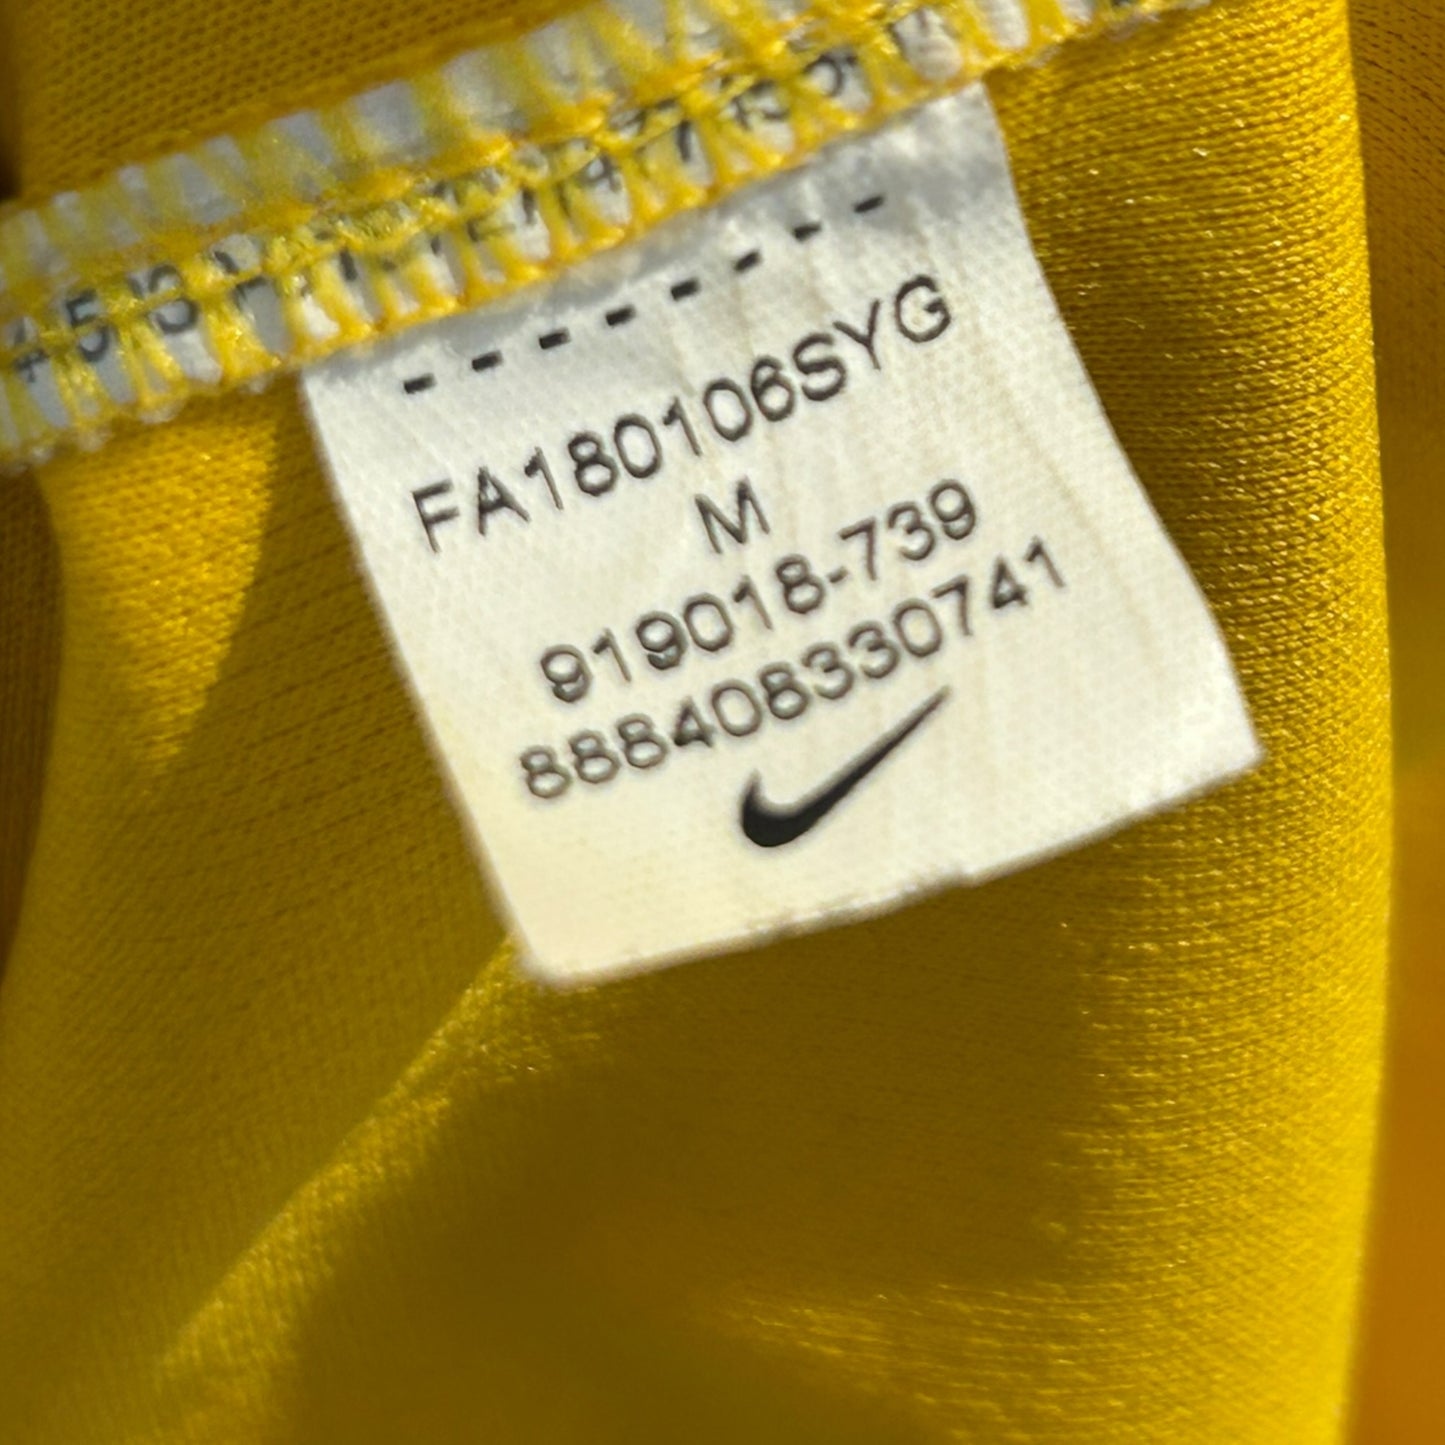 - - - - - - - -
FA180106SYG
M
919018-739
888408330741